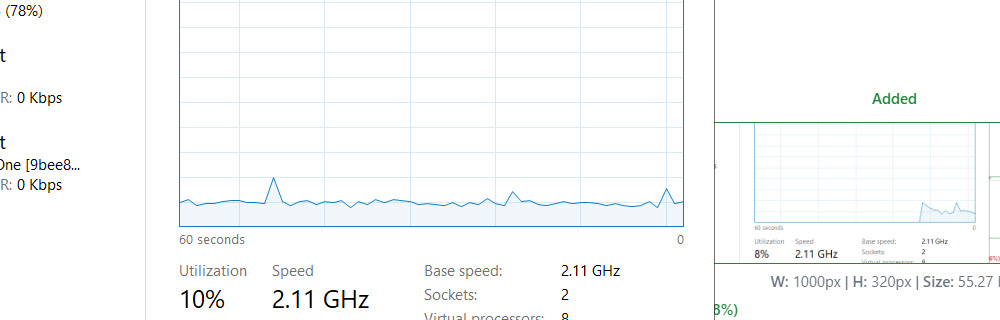 (78%)
t
R: 0 Kbps
t
One [9bee8...
R: 0 Kbps
60 seconds
0
Utilization
Speed
10%
2.11 GHz
Base speed:
2.11 GHz
Sockets:
2
Virtual processors:
8
Added
60 seconds
0
Utilization
Speed
8%
2.11 GHz
Base speed:
2.11 GHz
Sockets:
2
Virtual processors:
8
W: 1000px | H: 320px | Size: 55.27
8%)